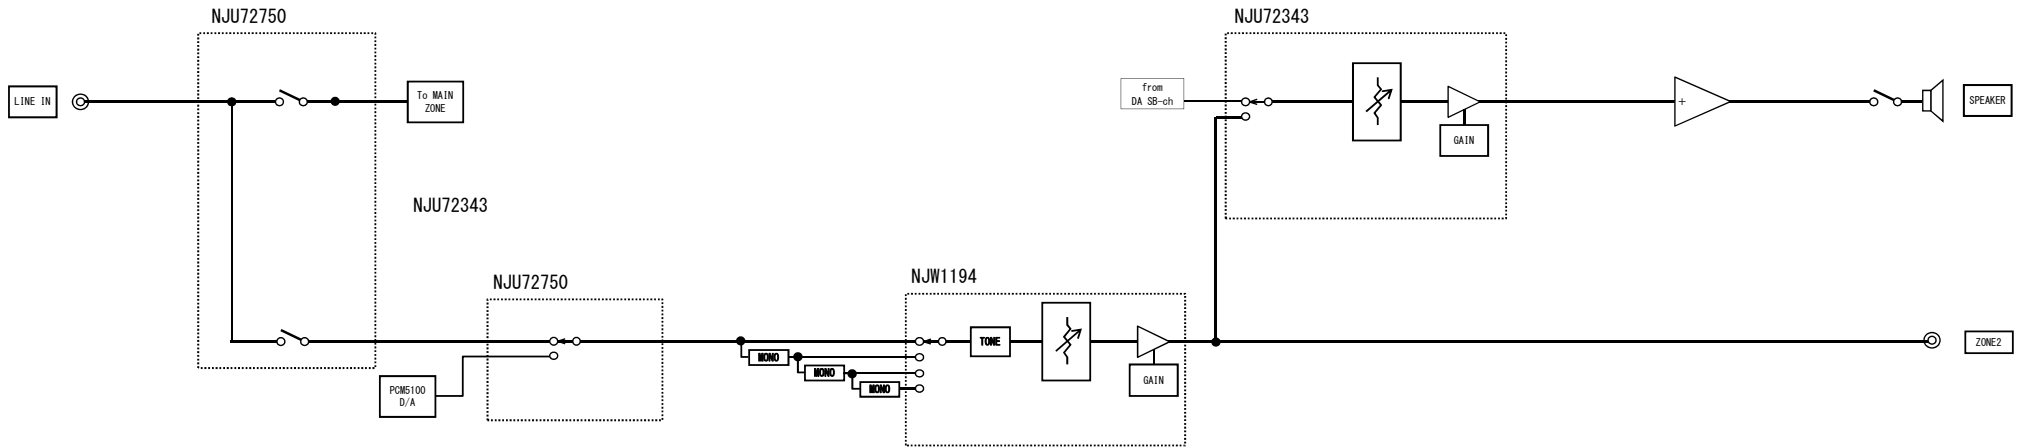 NJU72750
NJU72343
LINE IN
To MAIN
ZONE
from
DA SB-ch
+
SPEAKER
GAIN
NJU72343
NJU72750
NJW1194
TONE
ZONE2
MONO
MONO
MONO
GAIN
PCM5100
D/A